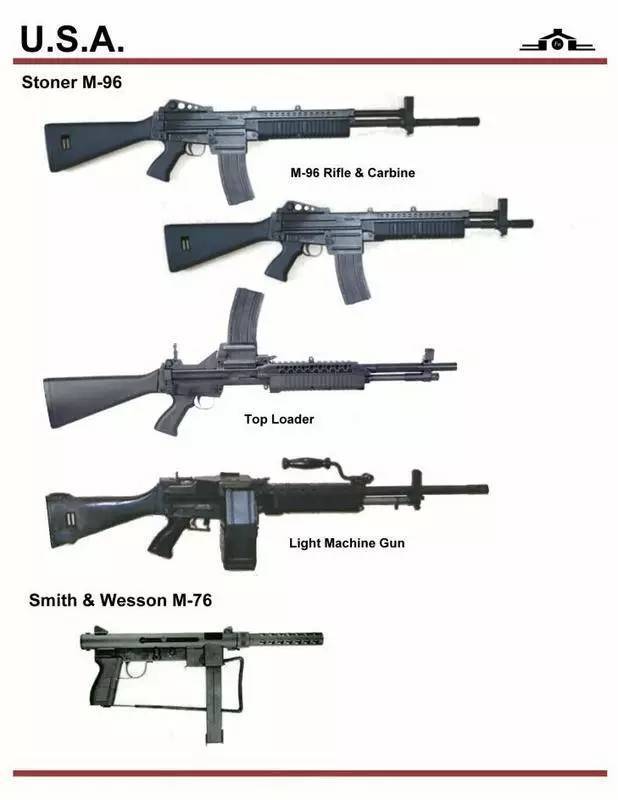 U.S.A.
Stoner M-96
M-96 Rifle & Carbine
Top Loader
Light Machine Gun
Smith & Wesson M-76